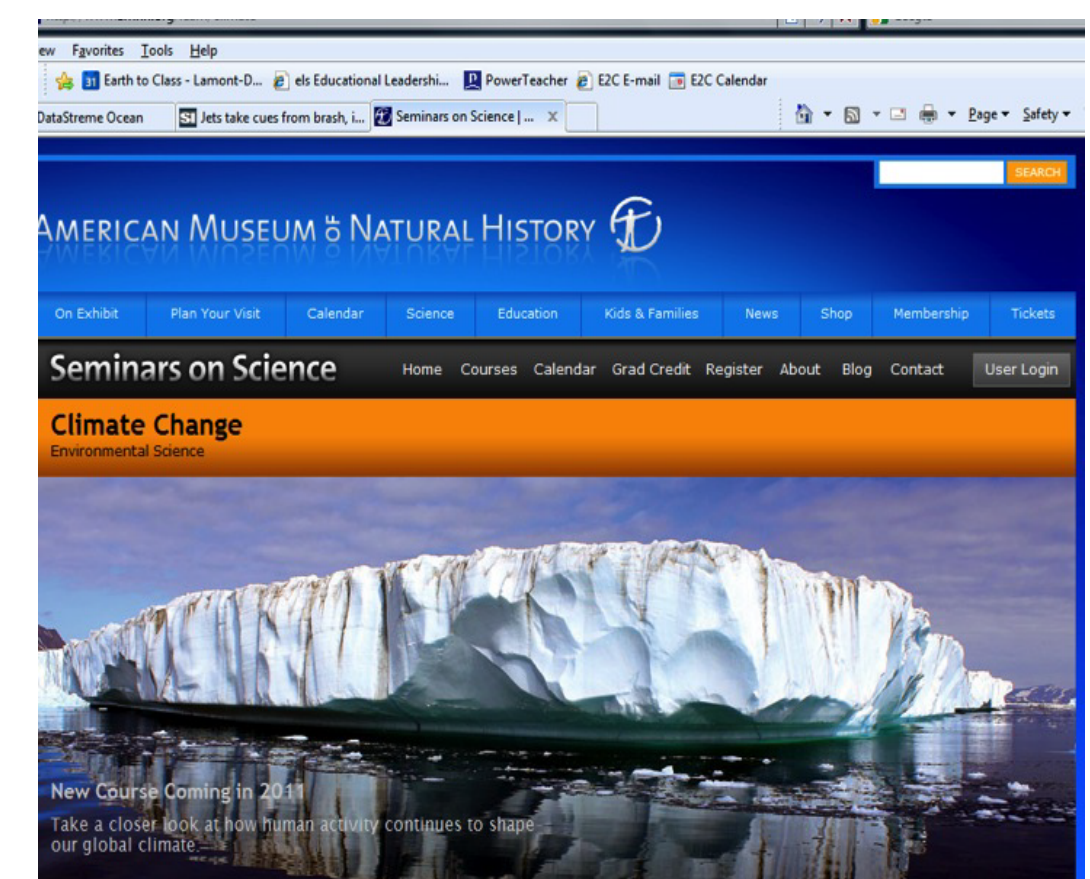 ew Favorites Tools Help
Earth to Class - Lamont-D... els Educational Leadershi... PowerTeacher E2C E-mail E2C Calendar
DataStreme Ocean Jets take cues from brash, i... Seminars on Science | ... X Page Safety
SEARCH
AMERICAN MUSEUM OF NATURAL HISTORY
On Exhibit Plan Your Visit Calendar Science Education Kids & Families News Shop Membership Tickets
Seminars on Science Home Courses Calendar Grad Credit Register About Blog Contact User Login
Climate Change
Environmental Science
New Course Coming in 2011
Take a closer look at how human activity continues to shape
our global climate.